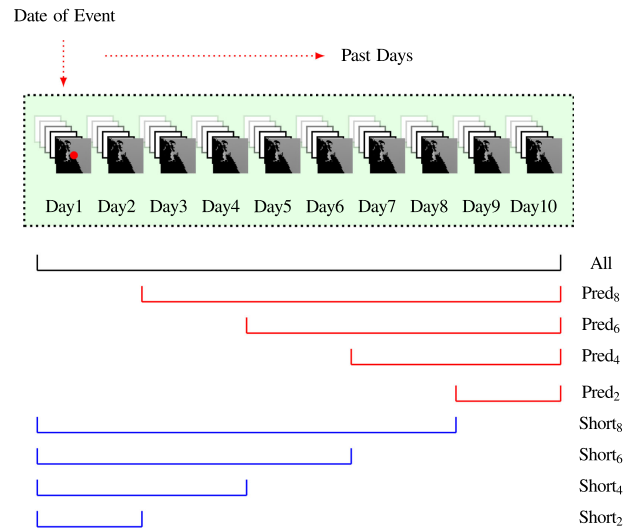 Date of Event
Past Days
Day1 Day2 Day3 Day4 Day5 Day6 Day7 Day8 Day9 Day10
All
Pred₈
Pred₆
Pred₄
Pred₂
Short₈
Short₆
Short₄
Short₂